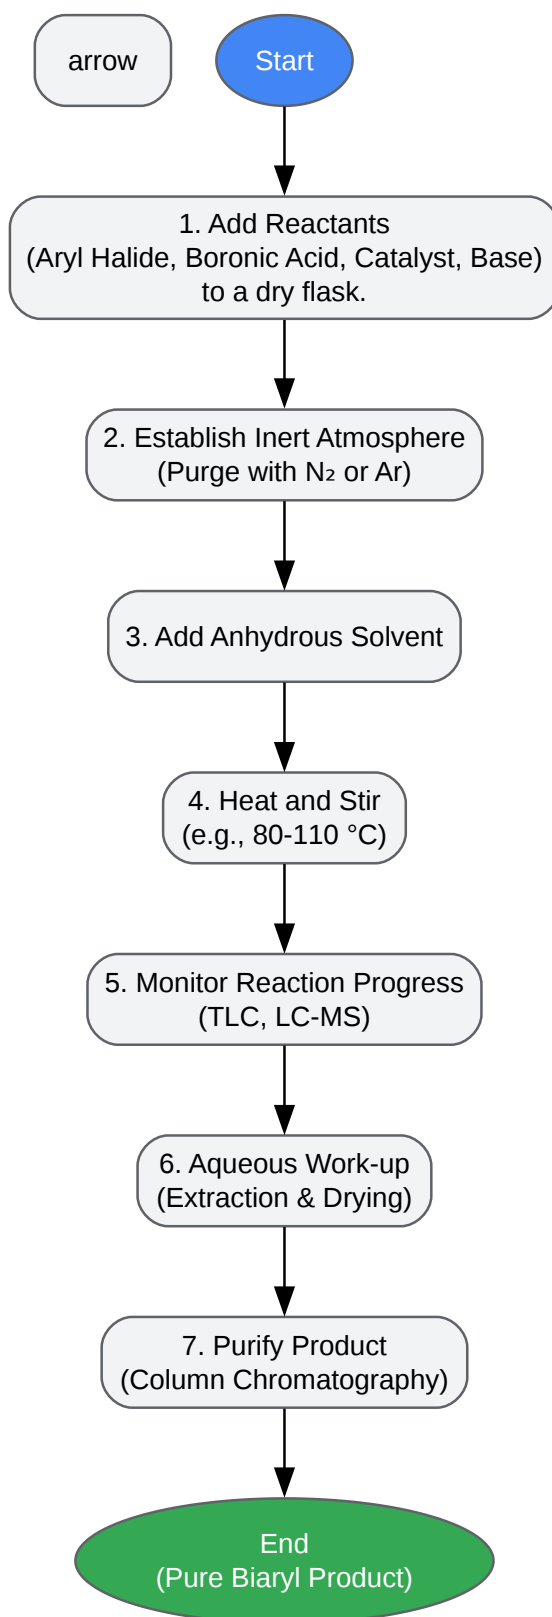 arrow
Start
1. Add Reactants
(Aryl Halide, Boronic Acid, Catalyst, Base)
to a dry flask.
2. Establish Inert Atmosphere
(Purge with N₂ or Ar)
3. Add Anhydrous Solvent
4. Heat and Stir
(e.g., 80-110 °C)
5. Monitor Reaction Progress
(TLC, LC-MS)
6. Aqueous Work-up
(Extraction & Drying)
7. Purify Product
(Column Chromatography)
End
(Pure Biaryl Product)